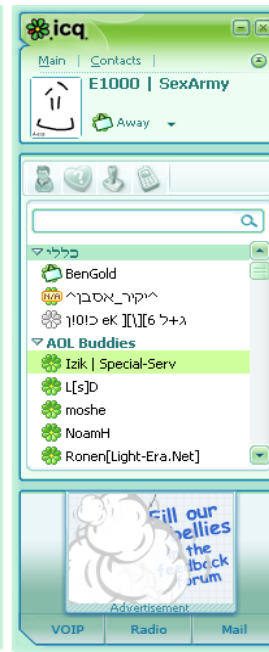 icq
Main | Contacts |
E1000 | SexArmy
Away
כללי
BenGold
N/A ^יקיר_אסבן^
AOL Buddies
Izik | Special-Serv
L[s]D
moshe
NoamH
Ronen[Light-Era.Net]
Fill our
bellies
the
forum
Advertisement
VOIP
Radio
Mail